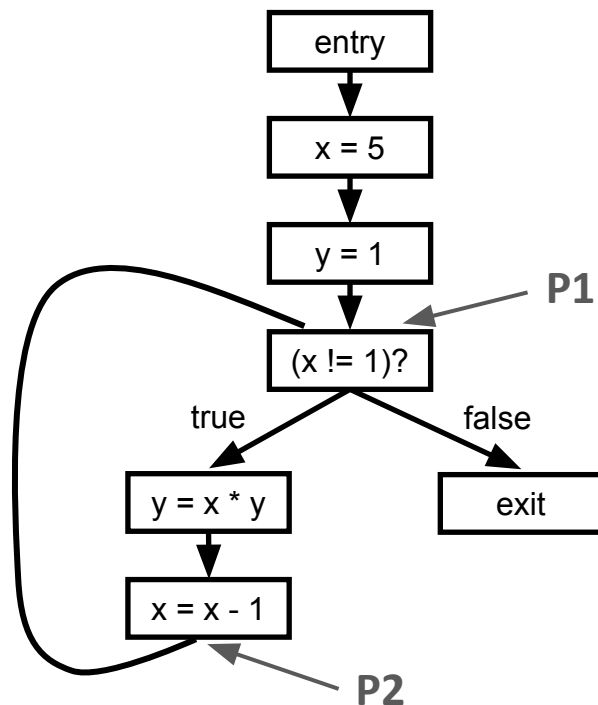 entry
x = 5
y = 1
P1
(x != 1)?
true
false
y = x * y
exit
x = x - 1
P2